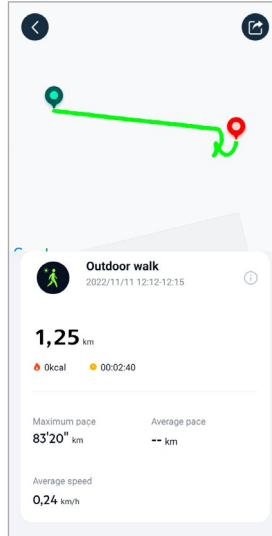 Outdoor walk
2022/11/11 12:12-12:15
1,25 km
0kcal 00:02:40
Maximum pace Average pace
83'20" km -- km
Average speed
0,24 km/h